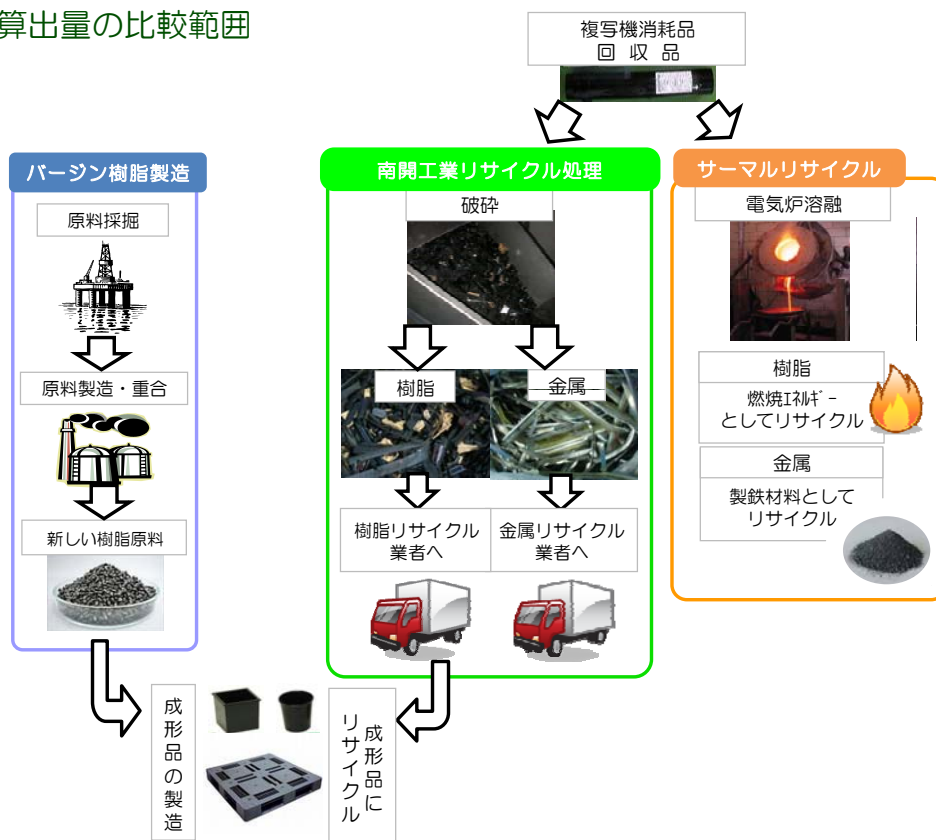 算出量の比較範囲
複写機消耗品
回収品
バージン樹脂製造
原料採掘
原料製造・重合
新しい樹脂原料
南開工業リサイクル処理
破砕
樹脂
金属
樹脂リサイクル
業者へ
金属リサイクル
業者へ
サーマルリサイクル
電気炉溶融
樹脂
燃焼ｴﾈﾙｷﾞｰ
としてリサイクル
金属
製鉄材料として
リサイクル
成形品の製造
成形品に
リサイクル